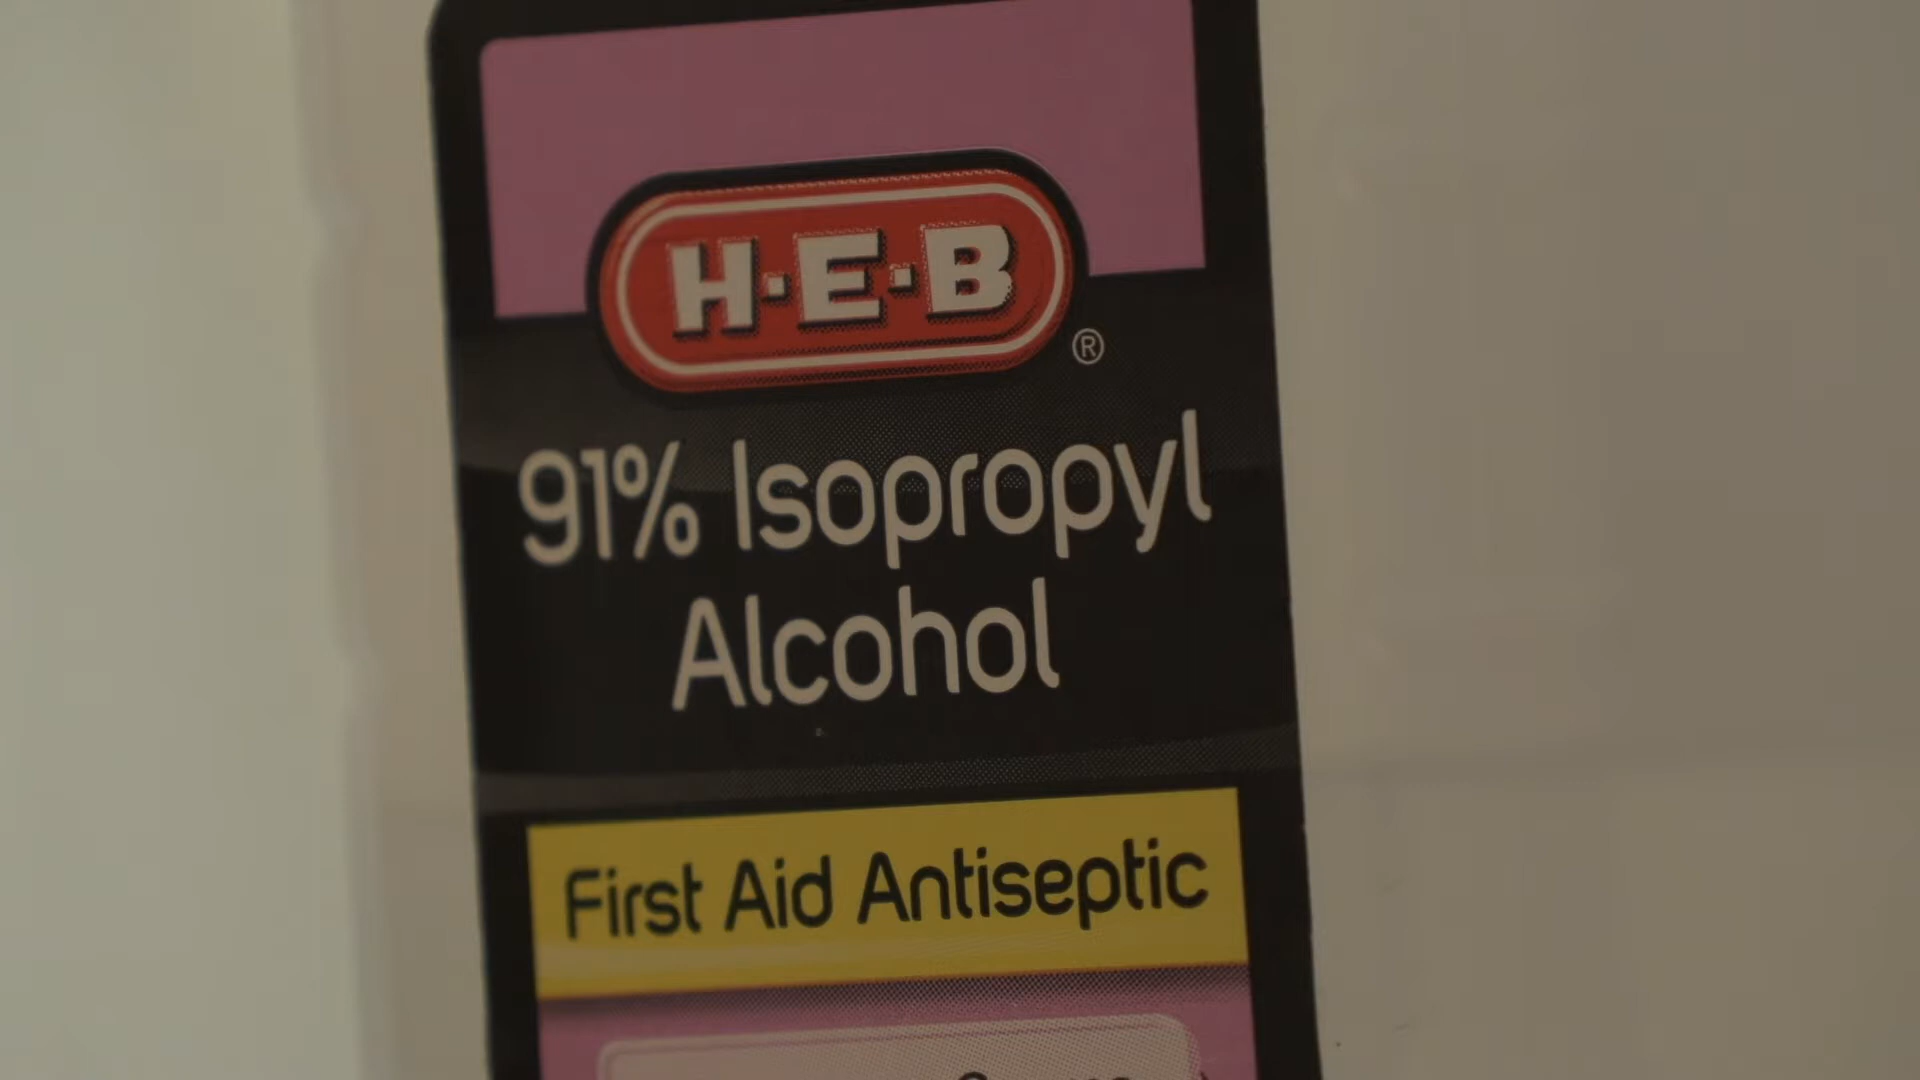 H·E·B
®
91% Isopropyl
Alcohol
First Aid Antiseptic